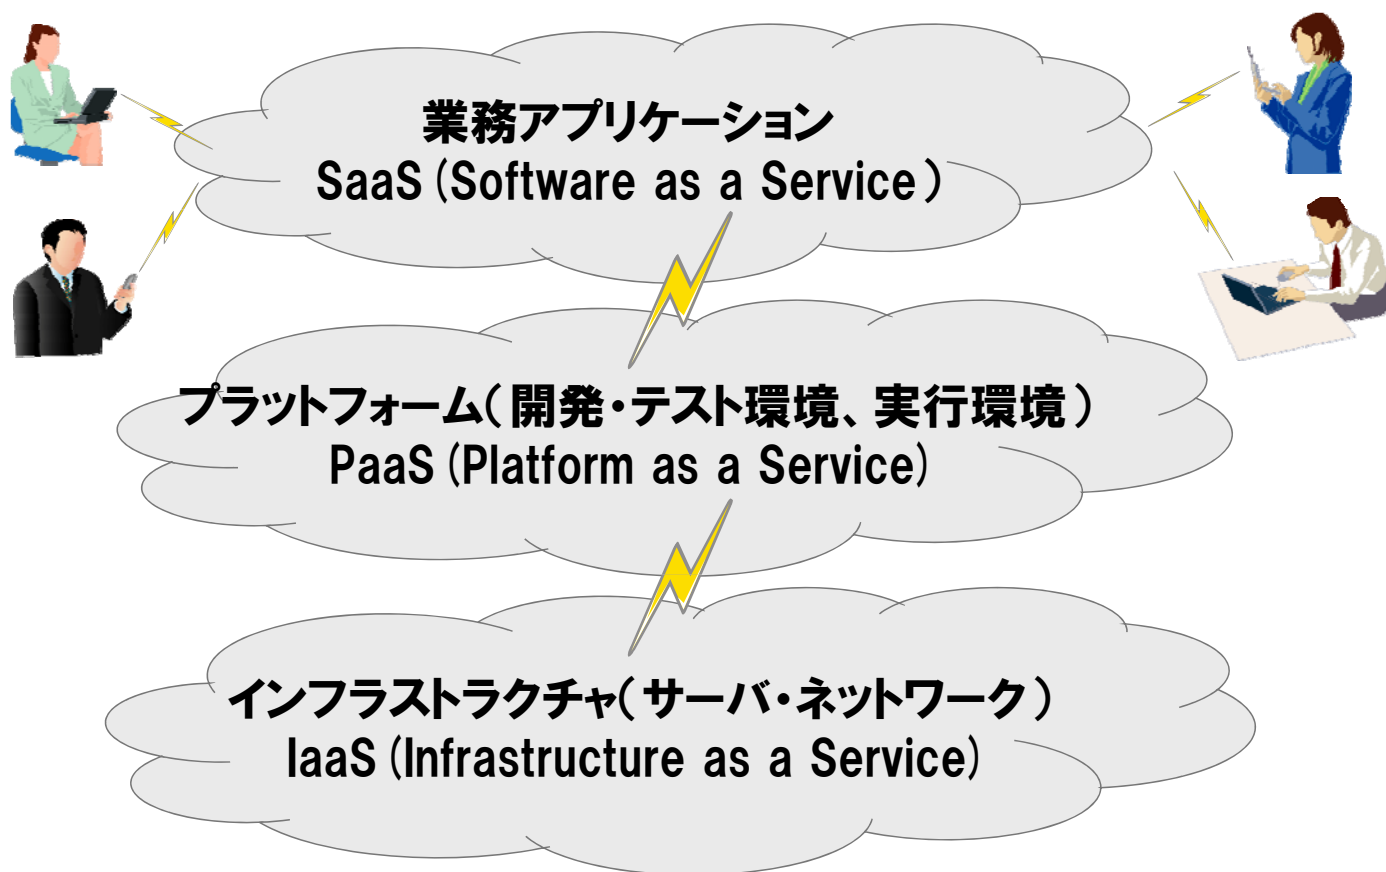 業務アプリケーション
SaaS(Software as a Service)
プラットフォーム(開発・テスト環境、実行環境)
PaaS(Platform as a Service)
インフラストラクチャ(サーバ・ネットワーク)
IaaS(Infrastructure as a Service)